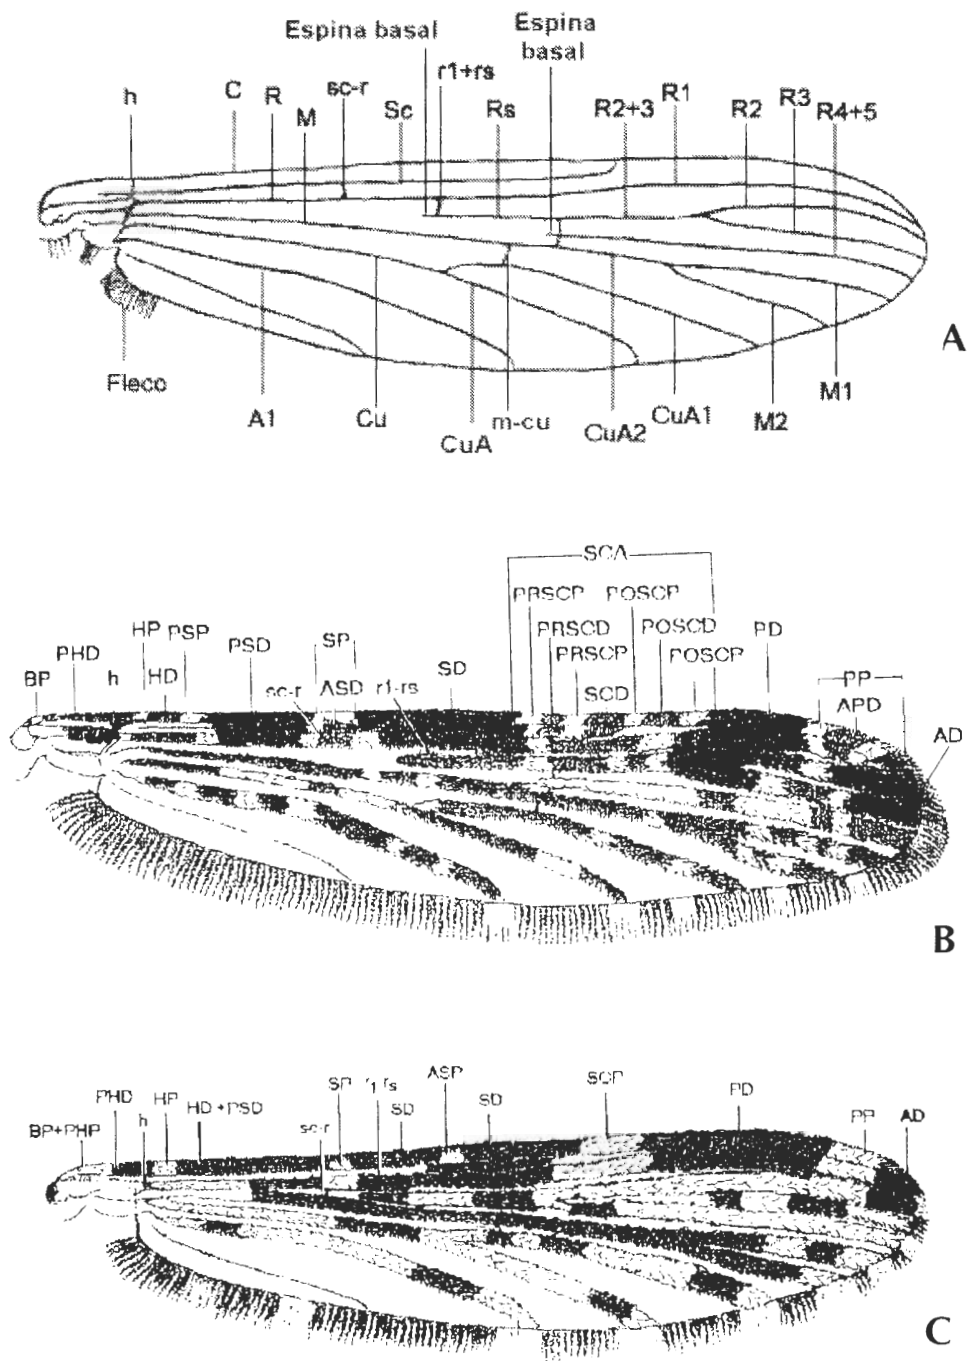 Espina basal
Espina basal
h
C
R
M
sc-r
Sc
r1+rs
Rs
R2+3
R1
R2
R3
R4+5
A
Fleco
A1
Cu
CuA
m-cu
CuA2
CuA1
M2
M1
SCA
PRSCP
POSCP
HP
PSP
PRSCD
POSCD
PD
PHD
PSD
SP
PRSCP
POSCP
BP
h
HD
SD
PP
sc-r
ASD
r1-rs
SCD
APD
AD
B
ASP
SCP
PHD
HP
SP
r1 rs
PD
HD+PSD
SD
SD
BP+PHP
h
sc-r
PP
AD
C